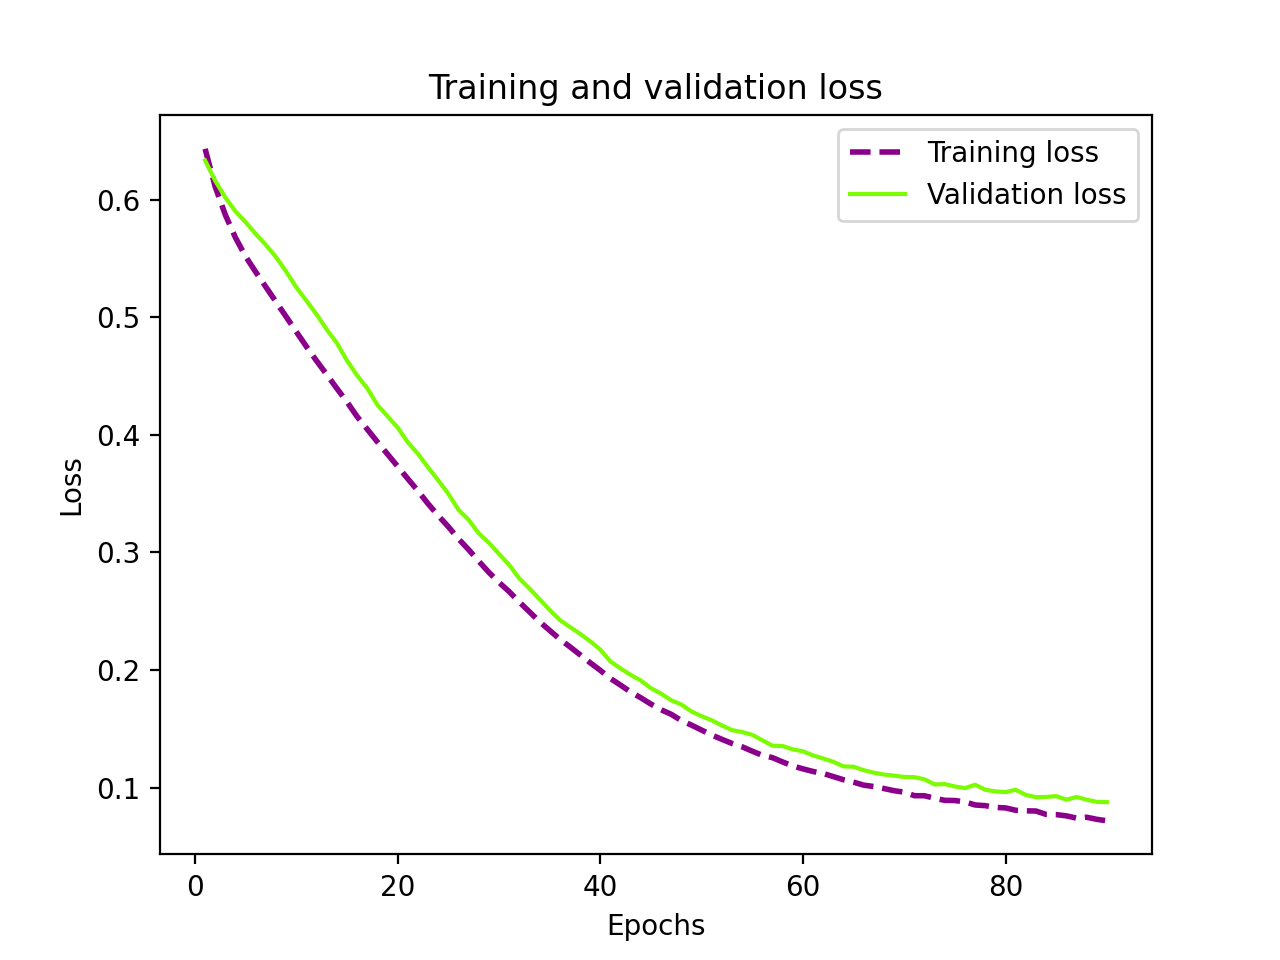 Training and validation loss
Training loss
Validation loss
0.6
0.5
0.4
0.3
0.2
0.1
Loss
0 20 40 60 80
Epochs